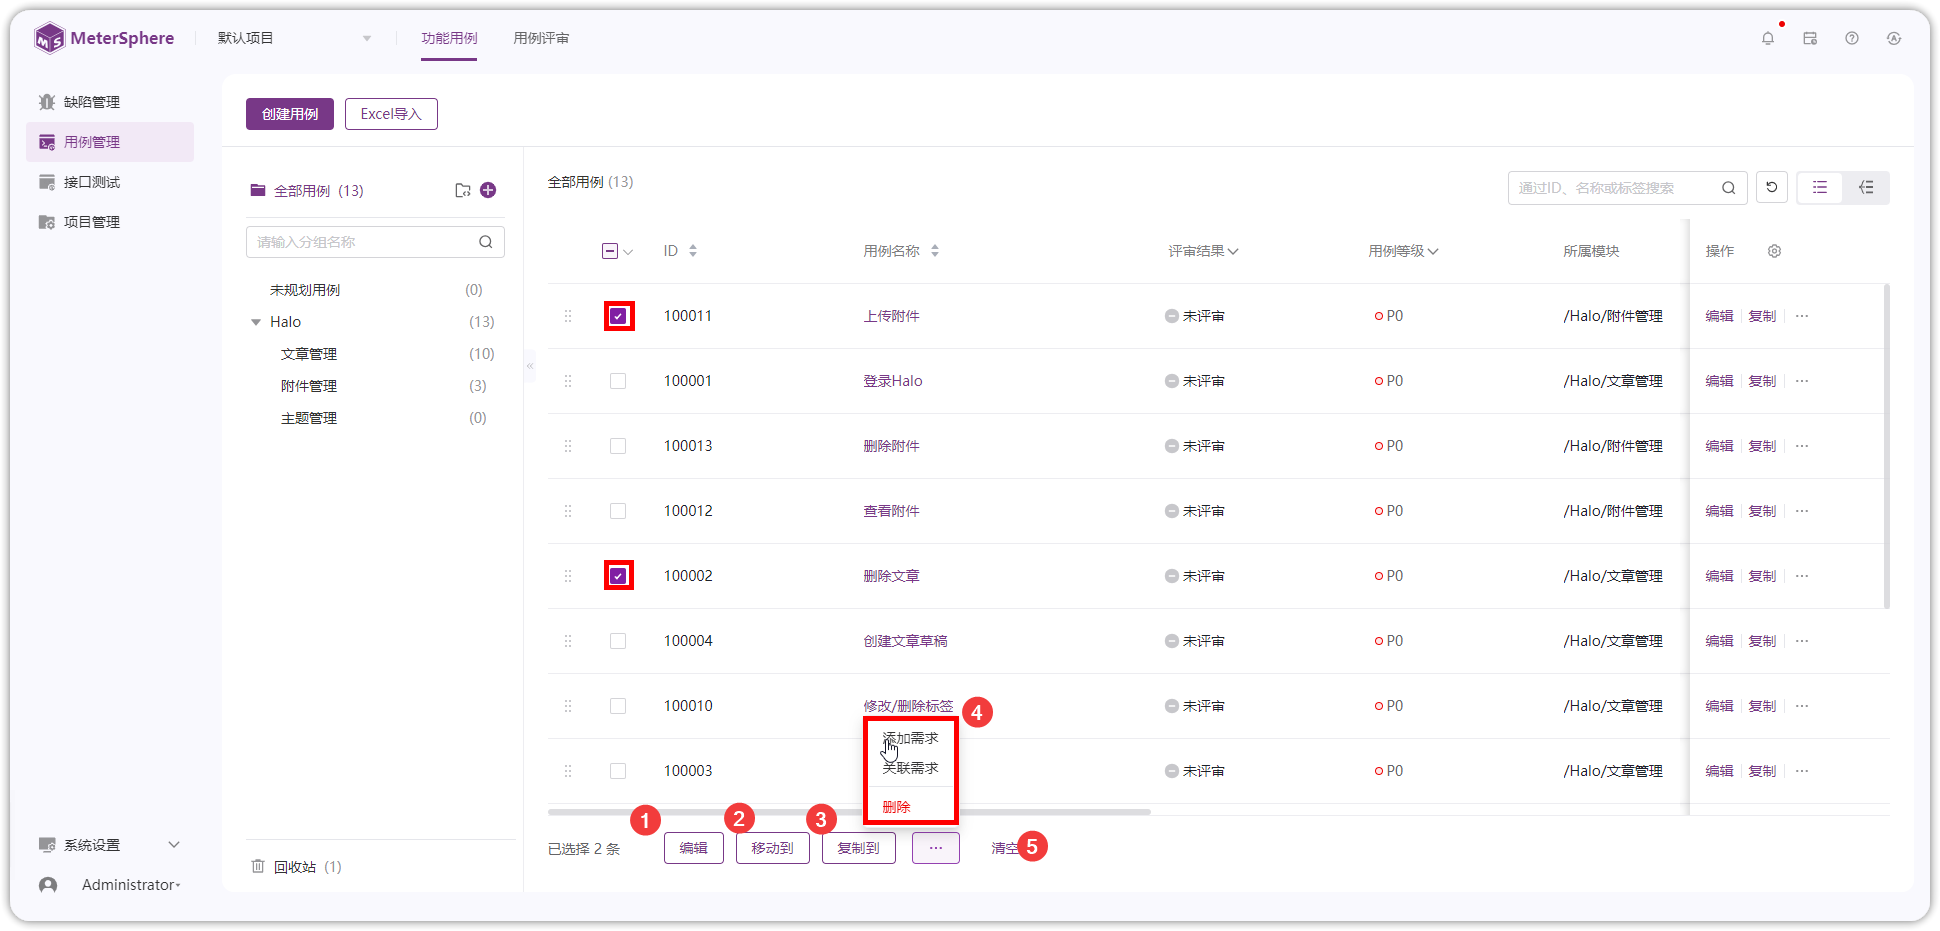 MeterSphere
默认项目
功能用例
用例评审
缺陷管理
用例管理
接口测试
项目管理
创建用例
Excel导入
全部用例 (13)
请输入分组名称
未规划用例 (0)
Halo (13)
文章管理 (10)
附件管理 (3)
主题管理 (0)
全部用例 (13)
通过ID、名称或标签搜索
ID 用例名称 评审结果 用例等级 所属模块 操作
100011 上传附件 未评审 P0 /Halo/附件管理 编辑 复制 ···
100001 登录Halo 未评审 P0 /Halo/文章管理 编辑 复制 ···
100013 删除附件 未评审 P0 /Halo/附件管理 编辑 复制 ···
100012 查看附件 未评审 P0 /Halo/附件管理 编辑 复制 ···
100002 删除文章 未评审 P0 /Halo/文章管理 编辑 复制 ···
100004 创建文章草稿 未评审 P0 /Halo/文章管理 编辑 复制 ···
100010 修改/删除标签 未评审 P0 /Halo/文章管理 编辑 复制 ···
4
添加需求
关联需求
删除
100003 未评审 P0 /Halo/文章管理 编辑 复制 ···
1 2 3
已选择 2 条 编辑 移动到 复制到 ··· 清空 5
系统设置
回收站 (1)
Administrator